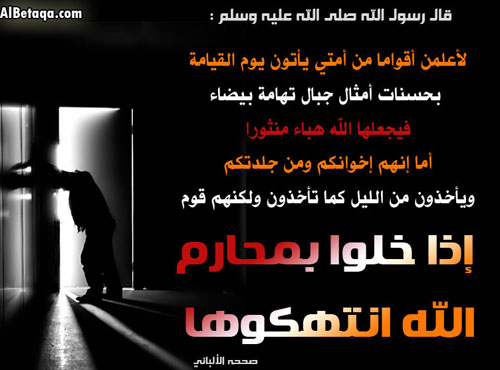 AlBetaqa.com
قال رسول الله صلى الله عليه وسلم :
لأعلمن أقواما من أمتي يأتون يوم القيامة
بحسنات أمثال جبال تهامة بيضاء
فيجعلها الله هباء منثورا
أما إنهم إخوانكم ومن جلدتكم
ويأخذون من الليل كما تأخذون ولكنهم قوم
إذا خلوا بمحارم
الله انتهكوها
صححه الألباني